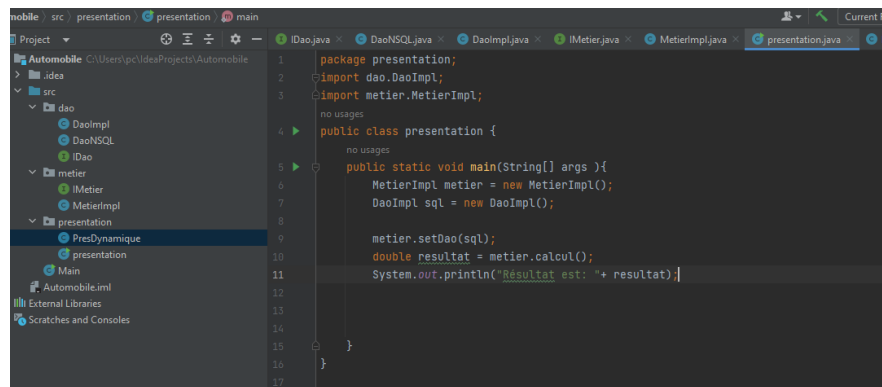 mobile › src › presentation › presentation › main
Current
Project
IDao.java
DaoNSQL.java
DaoImpl.java
IMetier.java
MetierImpl.java
presentation.java
Automobile C:\Users\pc\IdeaProjects\Automobile
.idea
src
dao
DaoImpl
DaoNSQL
IDao
metier
IMetier
MetierImpl
presentation
PresDynamique
presentation
Main
Automobile.iml
External Libraries
Scratches and Consoles
1 package presentation;
2 import dao.DaoImpl;
3 import metier.MetierImpl;
no usages
4 public class presentation {
no usages
5 public static void main(String[] args ){
6 MetierImpl metier = new MetierImpl();
7 DaoImpl sql = new DaoImpl();
8
9 metier.setDao(sql);
10 double resultat = metier.calcul();
11 System.out.println("Résultat est: "+ resultat);
12
13
14
15 }
16 }
17